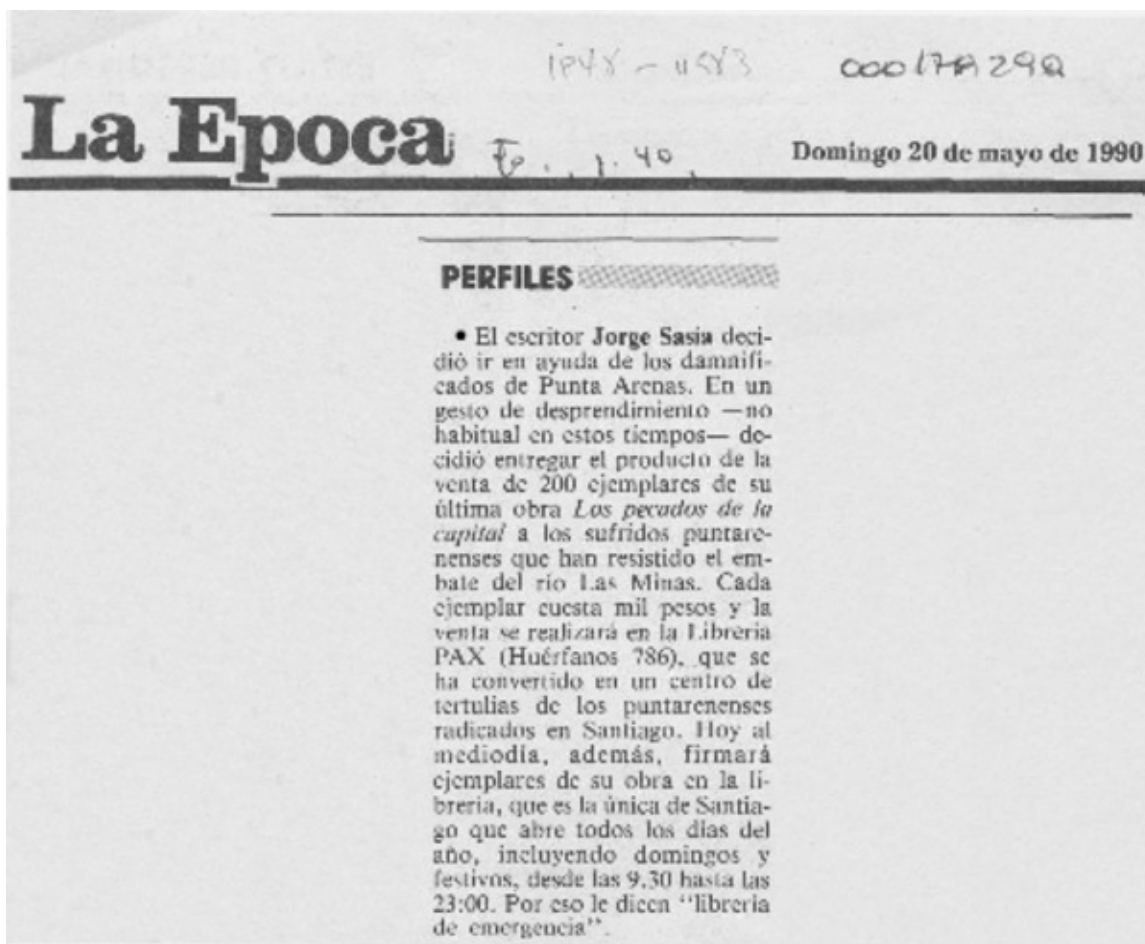 000178292
La Epoca
Domingo 20 de mayo de 1990
PERFILES
• El escritor Jorge Sasia deci-
dió ir en ayuda de los damnifi-
cados de Punta Arenas. En un
gesto de desprendimiento —no
habitual en estos tiempos— de-
cidió entregar el producto de la
venta de 200 ejemplares de su
última obra Los pecados de la
capital a los sufridos puntare-
nenses que han resistido el em-
bate del río Las Minas. Cada
ejemplar cuesta mil pesos y la
venta se realizará en la Librería
PAX (Huérfanos 786), que se
ha convertido en un centro de
tertulias de los puntarenenses
radicados en Santiago. Hoy al
mediodía, además, firmará
ejemplares de su obra en la li-
brería, que es la única de Santia-
go que abre todos los días del
año, incluyendo domingos y
festivos, desde las 9.30 hasta las
23:00. Por eso le dicen “librería
de emergencia”.